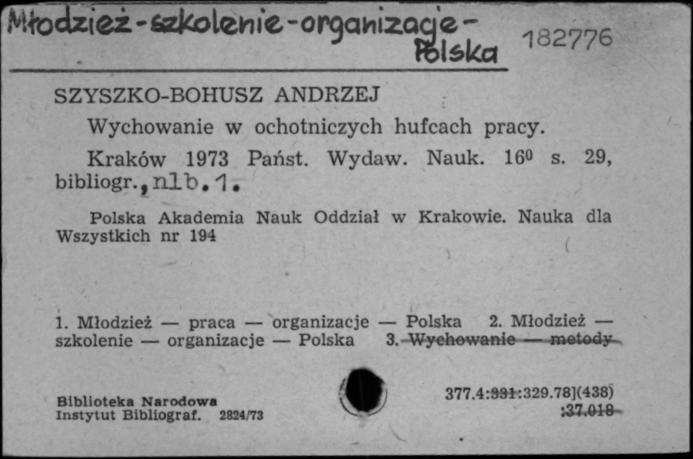 Młodzież-szkolenie-organizacje-
Polska
182776
SZYSZKO-BOHUSZ ANDRZEJ
Wychowanie w ochotniczych hufcach pracy.
Kraków 1973 Państ. Wydaw. Nauk. 16⁰ s. 29,
bibliogr., nlb. 1.
Polska Akademia Nauk Oddział w Krakowie. Nauka dla
Wszystkich nr 194
1. Młodzież — praca — organizacje — Polska 2. Młodzież —
szkolenie — organizacje — Polska 3. Wychowanie — metody
377.4:331:329.78](438)
:37.018
Biblioteka Narodowa
Instytut Bibliograf. 2824/73